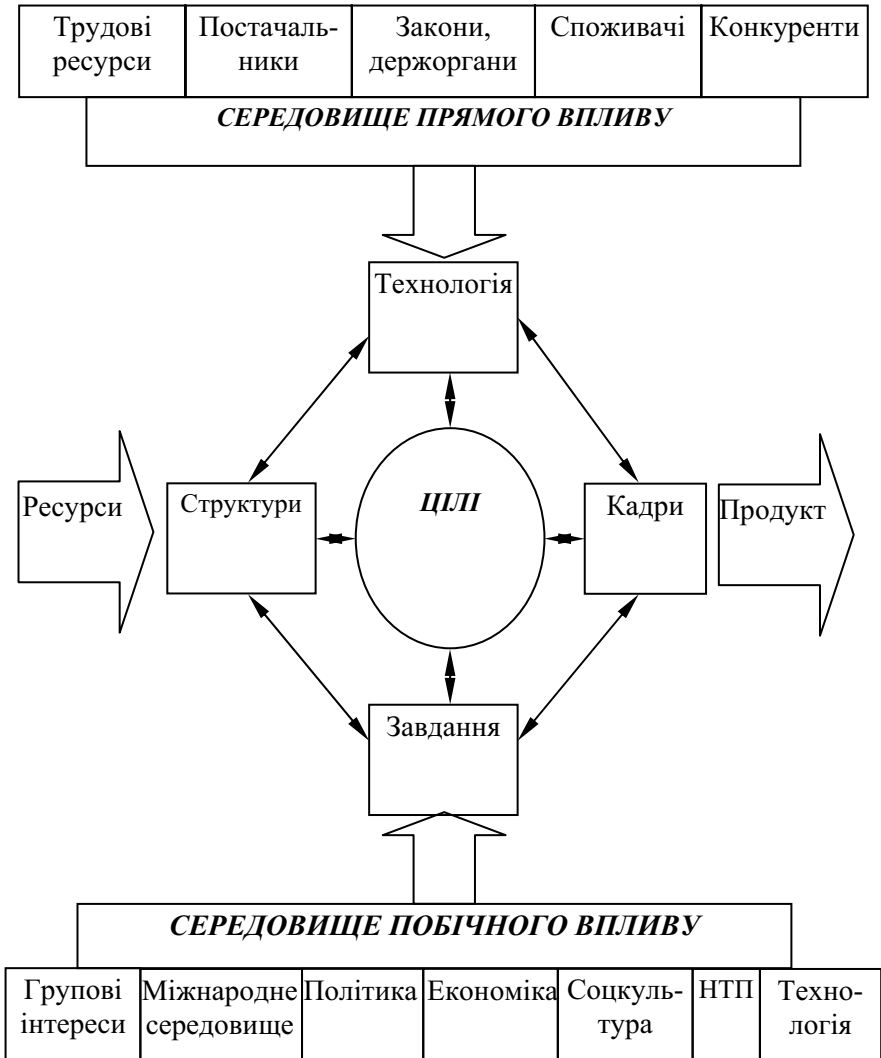 Трудові
ресурси
Постачаль-
ники
Закони,
держоргани
Споживачі
Конкуренти
СЕРЕДОВИЩЕ ПРЯМОГО ВПЛИВУ
Технологія
Ресурси
Структури
ЦІЛІ
Кадри
Продукт
Завдання
СЕРЕДОВИЩЕ ПОБІЧНОГО ВПЛИВУ
Групові
інтереси
Міжнародне
середовище
Політика
Економіка
Соцкуль-
тура
НТП
Техно-
логія